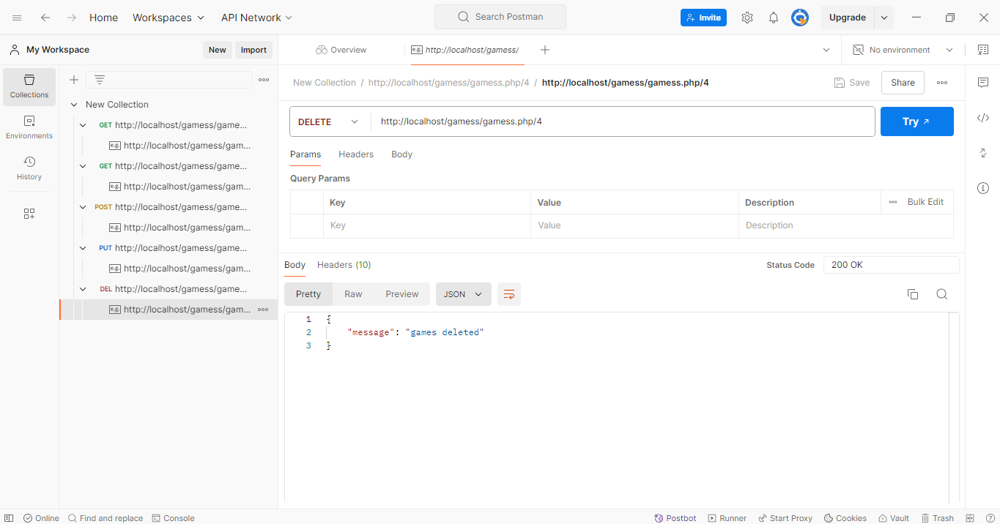 Home Workspaces API Network Search Postman Invite Upgrade
My Workspace New Import Overview http://localhost/gamess/ No environment
Collections
Environments
History
New Collection
GET http://localhost/gamess/game...
e.g. http://localhost/gamess/gam...
GET http://localhost/gamess/game...
e.g. http://localhost/gamess/gam...
POST http://localhost/gamess/game...
e.g. http://localhost/gamess/gam...
PUT http://localhost/gamess/game...
e.g. http://localhost/gamess/gam...
DEL http://localhost/gamess/game...
e.g. http://localhost/gamess/gam...
New Collection / http://localhost/gamess/gamess.php/4 / http://localhost/gamess/gamess.php/4 Save Share
DELETE http://localhost/gamess/gamess.php/4 Try
Params Headers Body
Query Params
Key Value Description Bulk Edit
Key Value Description
Body Headers (10) Status Code 200 OK
Pretty Raw Preview JSON
1 {
2 "message": "games deleted"
3 }
Online Find and replace Console Postbot Runner Start Proxy Cookies Vault Trash